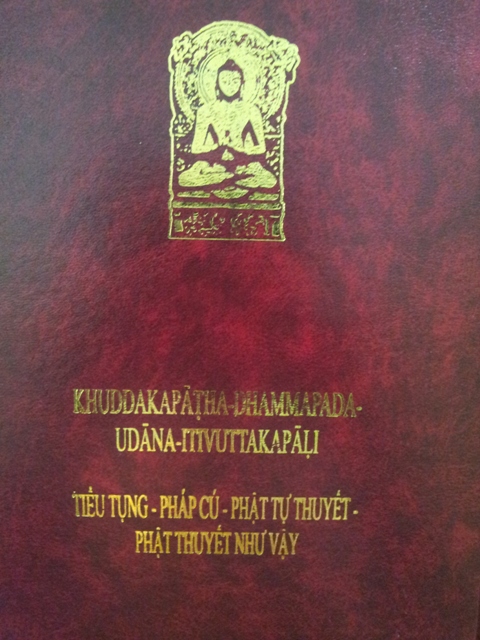 KHUDDAKAPĀṬHA-DHAMMAPADA-
UDĀNA-ITIVUTTAKAPĀḶI
TIỂU TỤNG - PHÁP CÚ - PHẬT TỰ THUYẾT -
PHẬT THUYẾT NHƯ VẬY